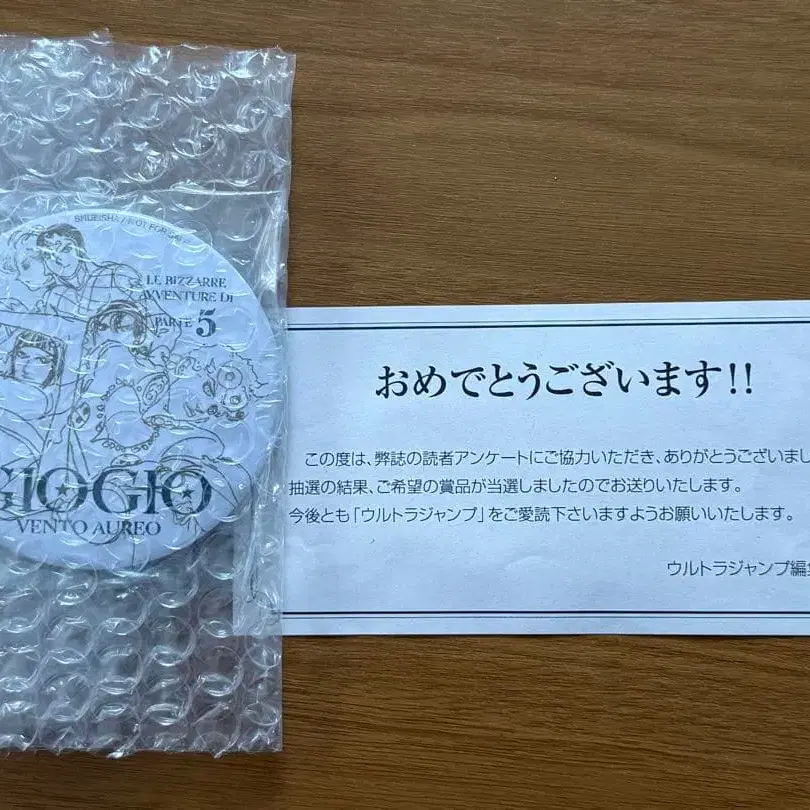 SHUEISHA / NOT FOR SALE
LE BIZZARRE
AVVENTURE DI
PARTE 5
GIOGIO
VENTO AUREO
おめでとうございます!!
この度は、弊誌の読者アンケートにご協力いただき、ありがとうございまし
抽選の結果、ご希望の賞品が当選しましたのでお送りいたします。
今後とも「ウルトラジャンプ」をご愛読下さいますようお願いいたします。
ウルトラジャンプ編集